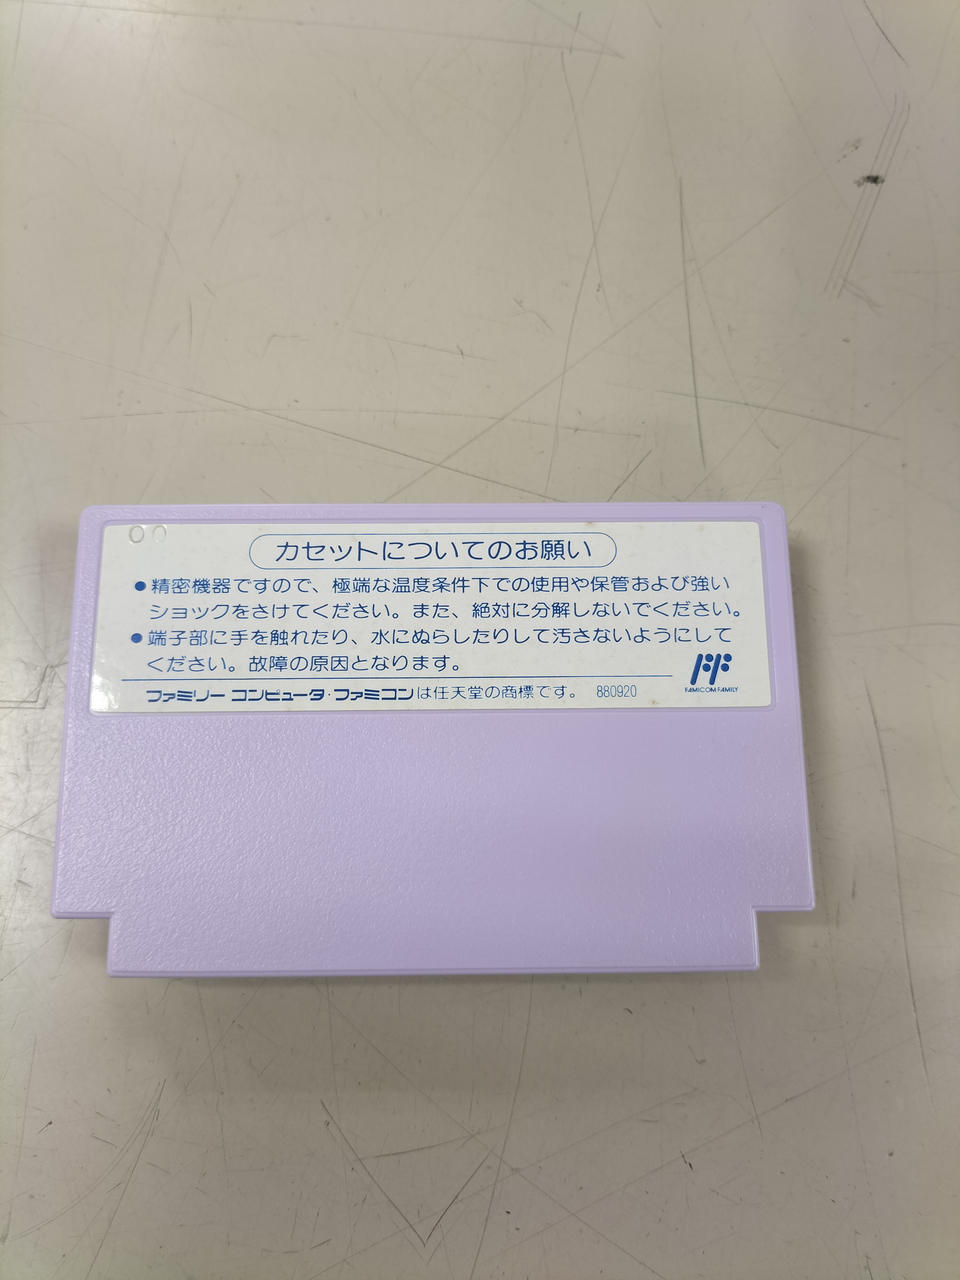 00
カセットについてのお願い
●精密機器ですので、極端な温度条件下での使用や保管および強い
ショックをさけてください。また、絶対に分解しないでください。
●端子部に手を触れたり、水にぬらしたりして汚さないようにして
ください。故障の原因となります。
FF
FAMICOM FAMILY
ファミリー コンピュータ・ファミコンは任天堂の商標です。 880920